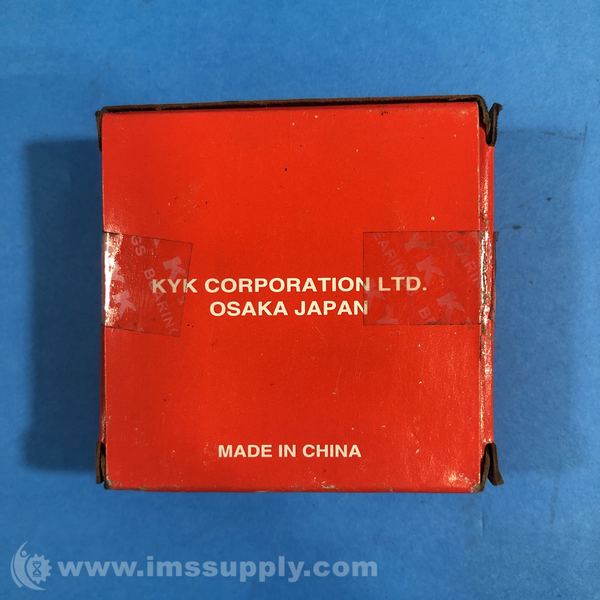 KYK CORPORATION LTD.
OSAKA JAPAN
MADE IN CHINA
www.imssupply.com